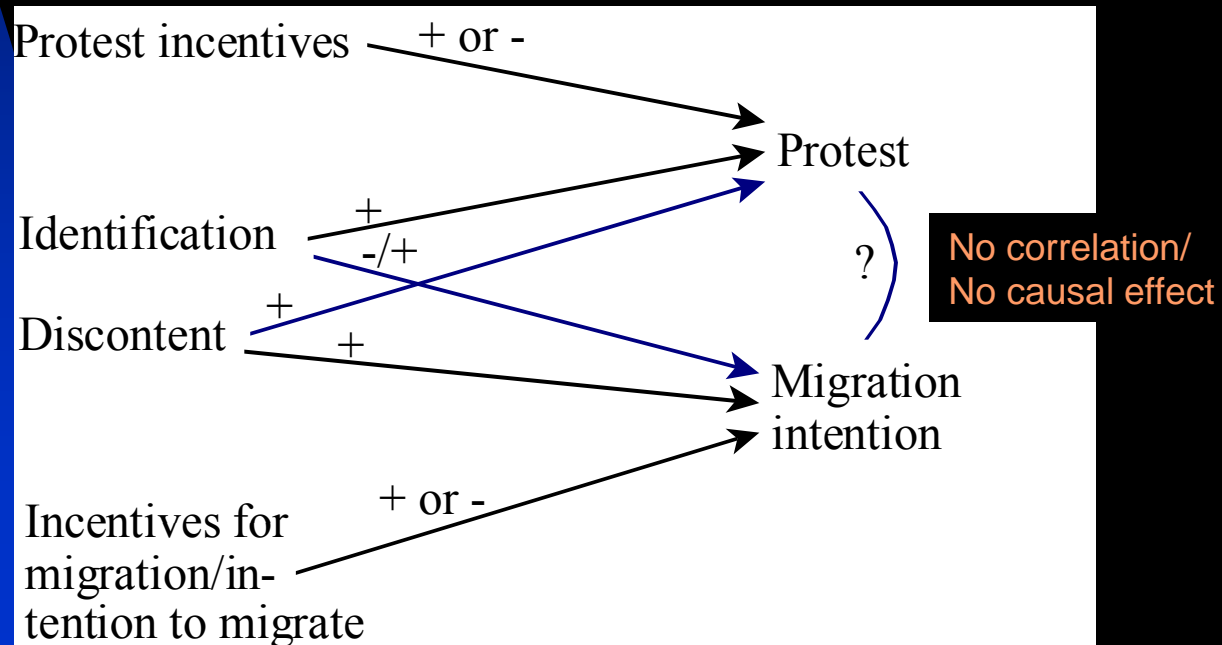 Protest incentives
+ or -
Protest
Identification
+
-/+
?
No correlation/
No causal effect
Discontent
+
+
Migration
intention
+ or -
Incentives for
migration/in-
tention to migrate